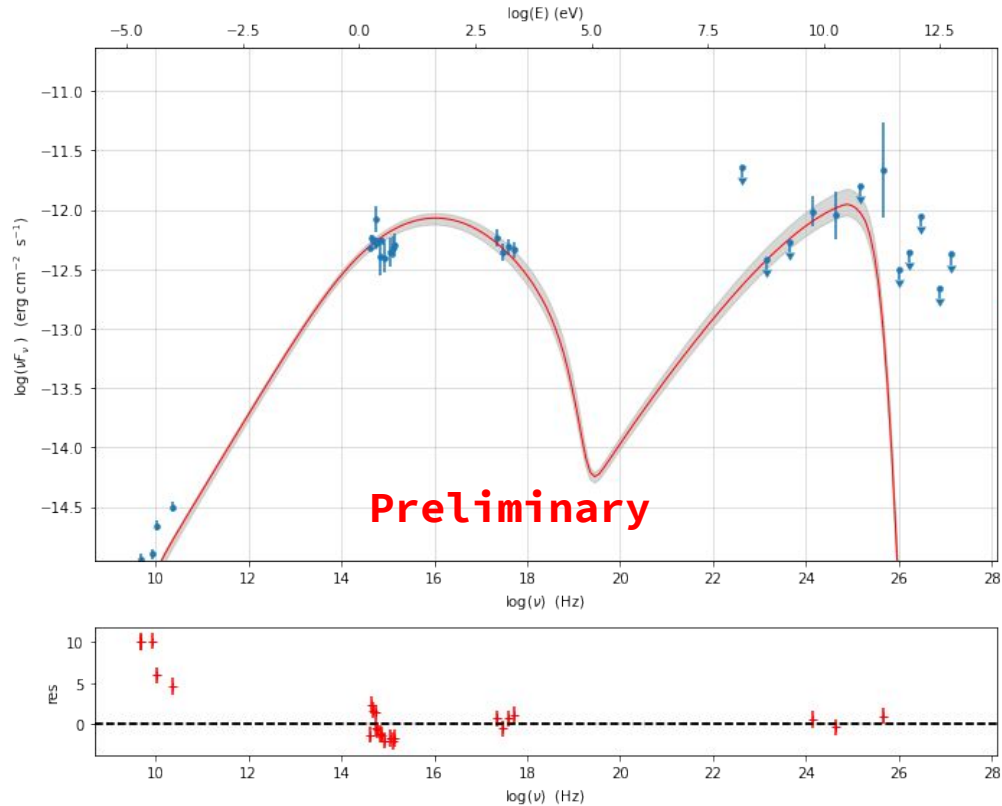 log(E) (eV)
−5.0 −2.5 0.0 2.5 5.0 7.5 10.0 12.5
log(νFν) (erg cm⁻² s⁻¹)
−11.0
−11.5
−12.0
−12.5
−13.0
−13.5
−14.0
−14.5
Preliminary
10 12 14 16 18 20 22 24 26 28
log(ν) (Hz)
res
10
5
0
10 12 14 16 18 20 22 24 26 28
log(ν) (Hz)